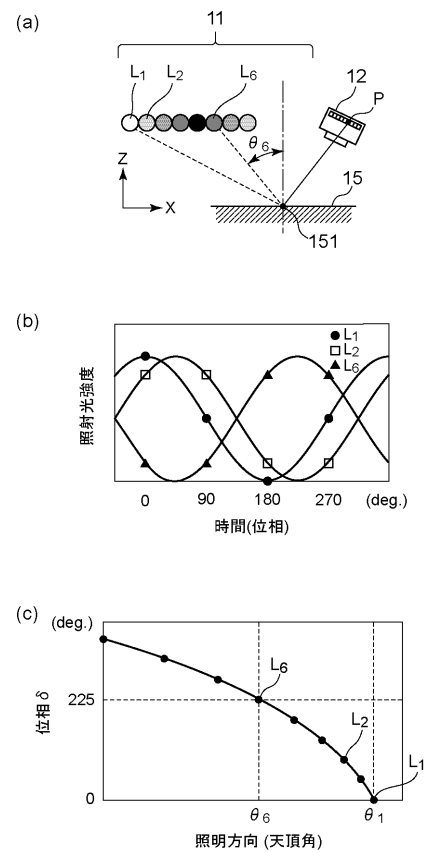 (a)
11
L1 L2 L6
12 P
θ6
Z
X
15
151
(b)
照射光強度
L1
L2
L6
0 90 180 270 (deg.)
時間(位相)
(c)
(deg.)
位相δ
225
0
L6
L2
L1
θ6 θ1
照明方向 (天頂角)